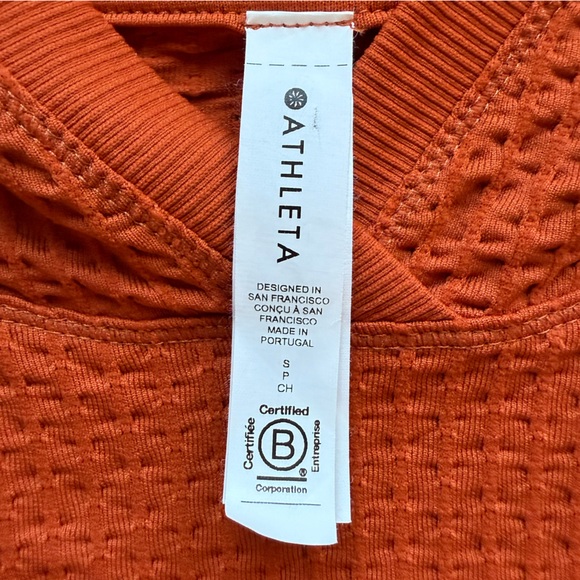 ATHLETA
DESIGNED IN
SAN FRANCISCO
CONÇU À SAN
FRANCISCO
MADE IN
PORTUGAL
S
P
CH
Certified
Certifiée
B
Entreprise
®
Corporation